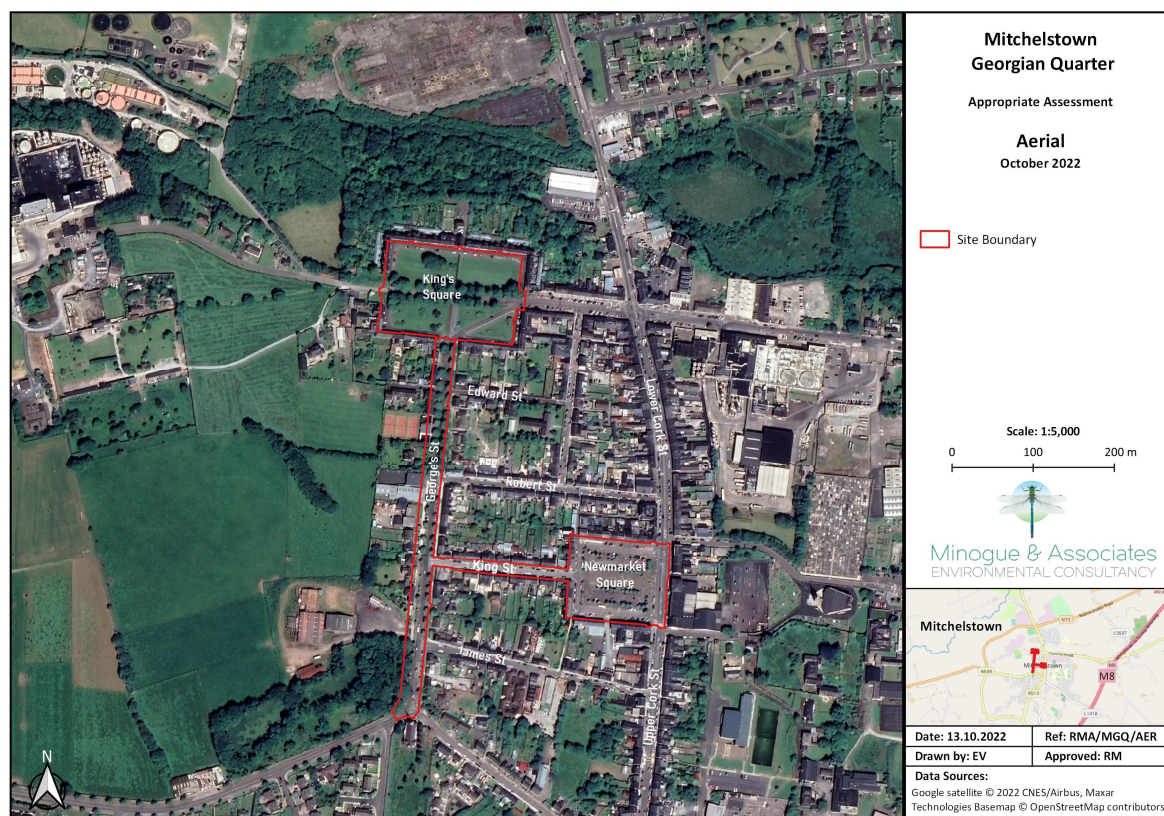 Mitchelstown
Georgian Quarter
Appropriate Assessment
Aerial
October 2022
Site Boundary
King's
Square
Edward St
Lower Cork St
George's St
Robert St
King St
Newmarket
Square
James St
Upper Cork St
N
Scale: 1:5,000
0 100 200 m
Minogue & Associates
ENVIRONMENTAL CONSULTANCY
Mitchelstown
M8
Date: 13.10.2022 Ref: RMA/MGQ/AER
Drawn by: EV Approved: RM
Data Sources:
Google satellite © 2022 CNES/Airbus, Maxar
Technologies Basemap © OpenStreetMap contributors